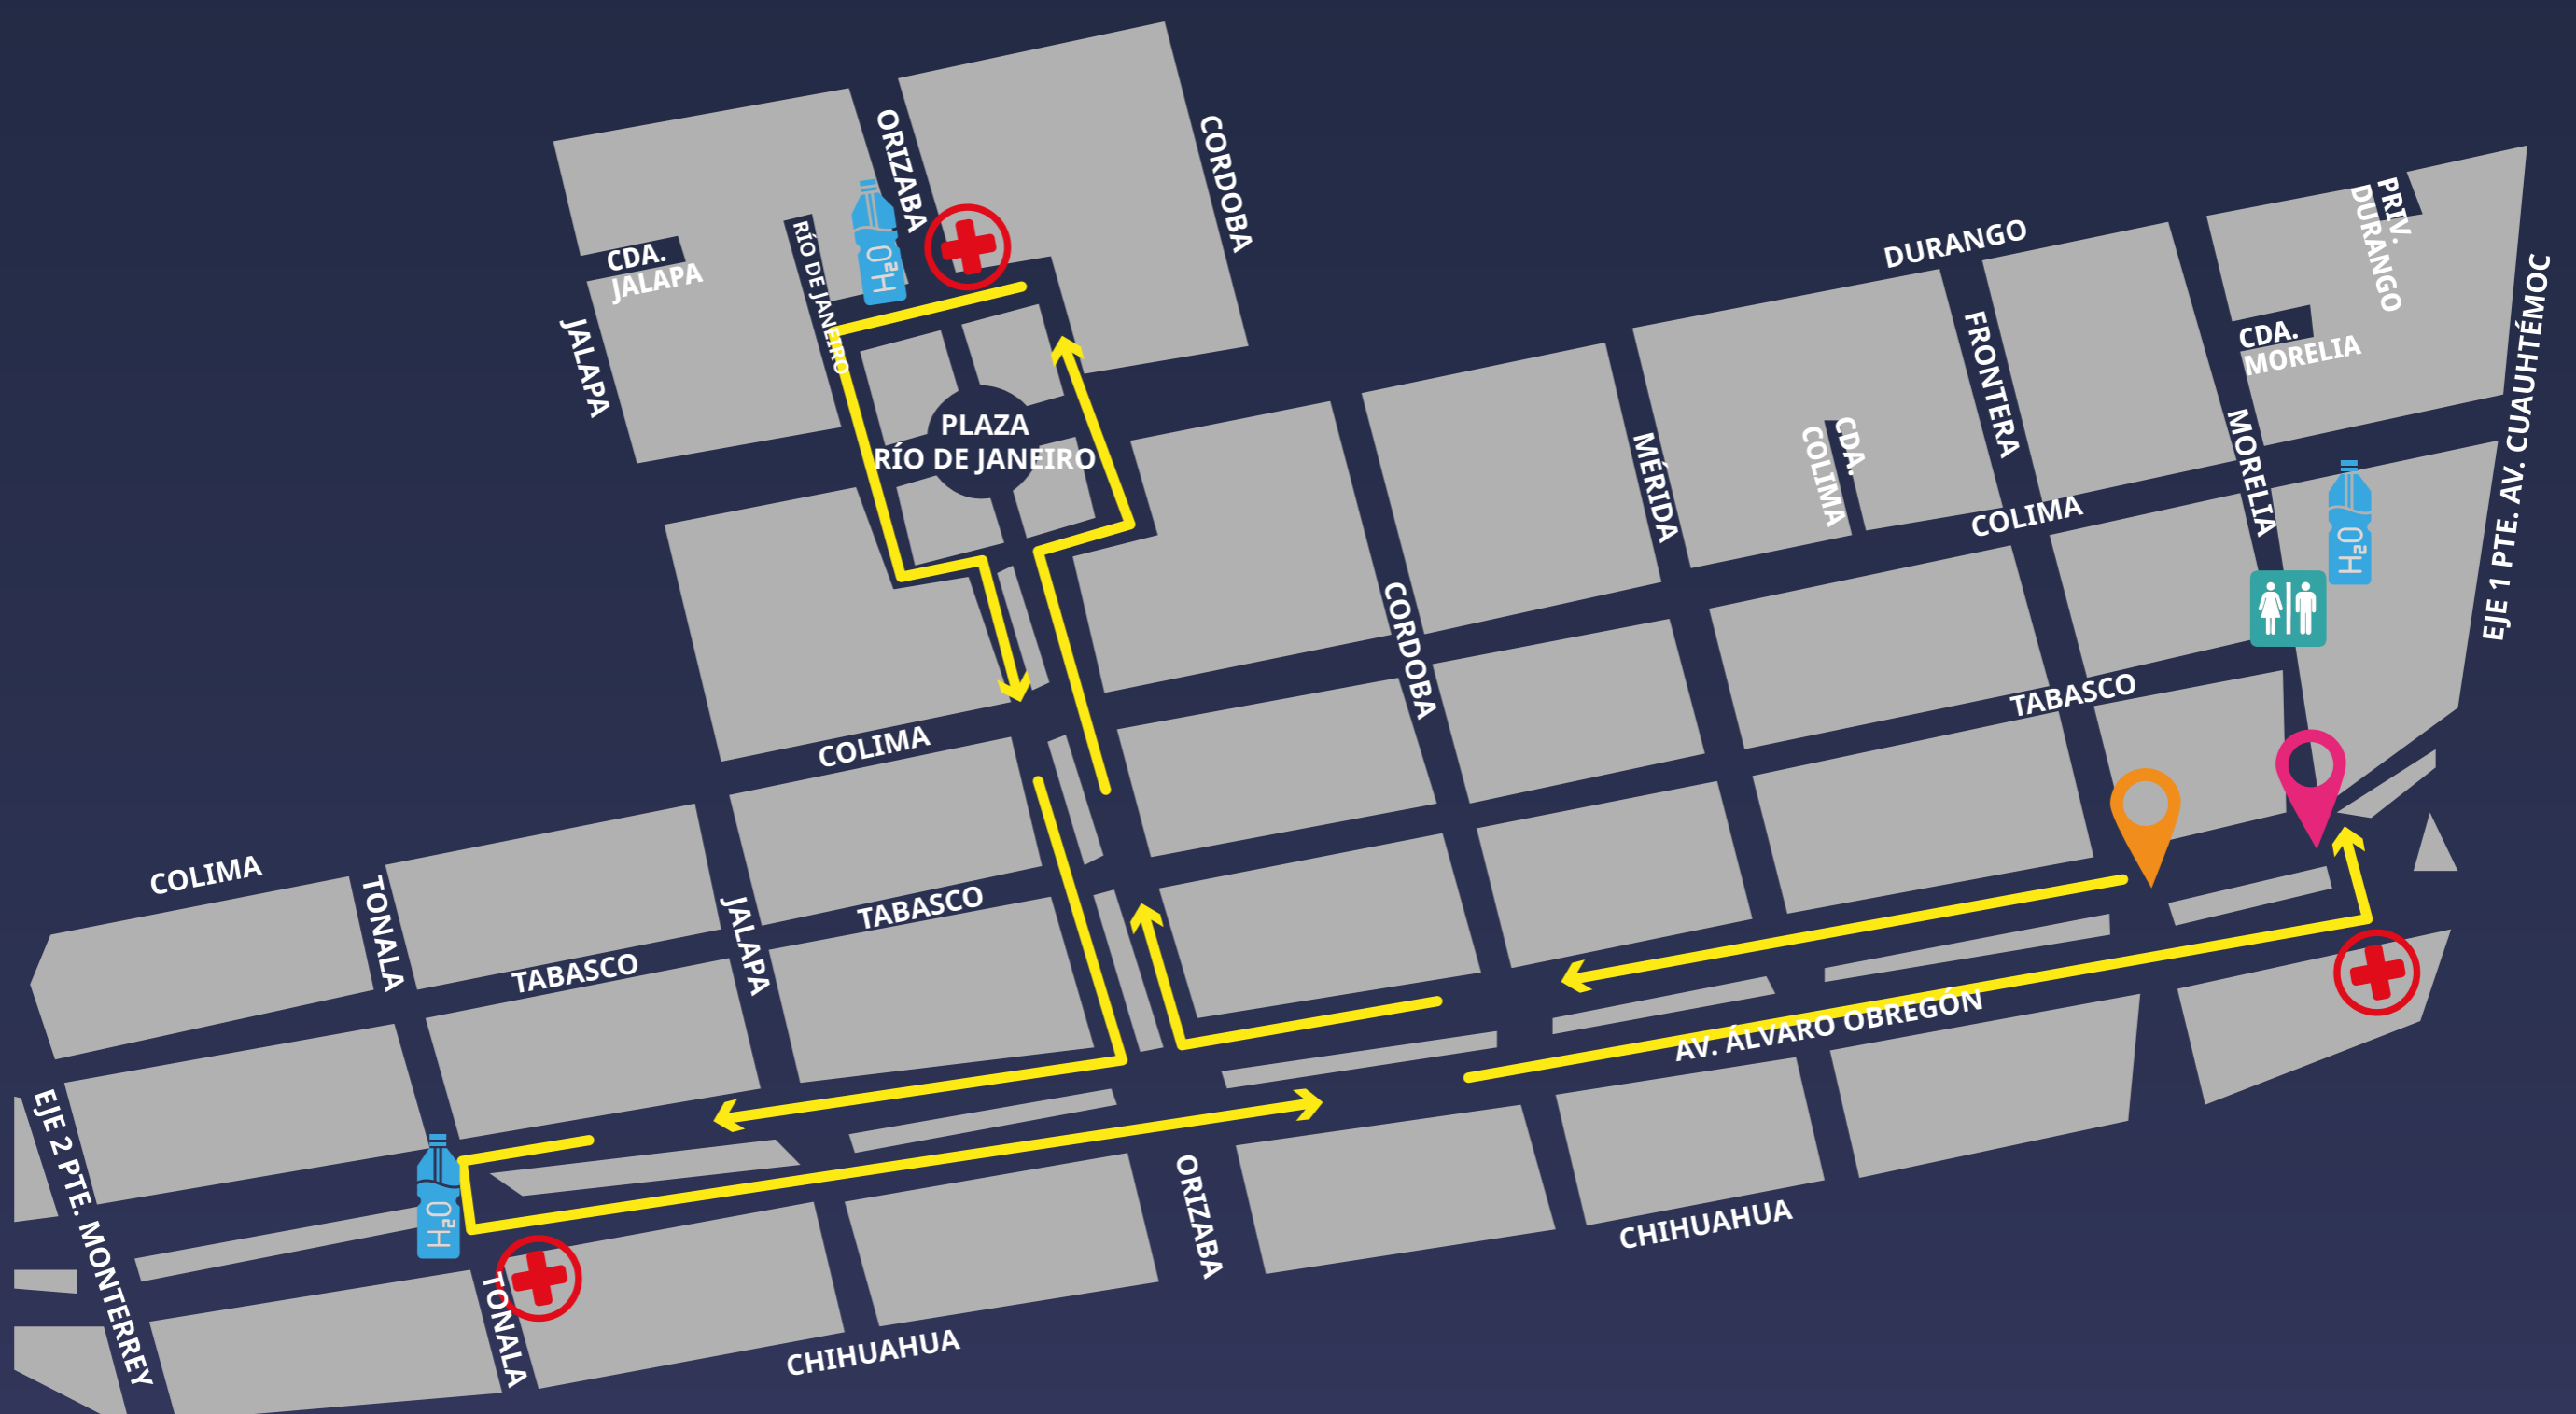 ORIZABA
CORDOBA
CDA.
JALAPA
RÍO DE JANEIRO
H²O
JALAPA
PLAZA
RÍO DE JANEIRO
DURANGO
PRIV.
DURANGO
CDA.
MORELIA
FRONTERA
MORELIA
EJE 1 PTE. AV. CUAUHTÉMOC
H²O
MÉRIDA
CDA.
COLIMA
COLIMA
CORDOBA
TABASCO
COLIMA
COLIMA
TONALA
JALAPA
TABASCO
TABASCO
AV. ÁLVARO OBREGÓN
EJE 2 PTE. MONTERREY
H²O
TONALA
ORIZABA
CHIHUAHUA
CHIHUAHUA